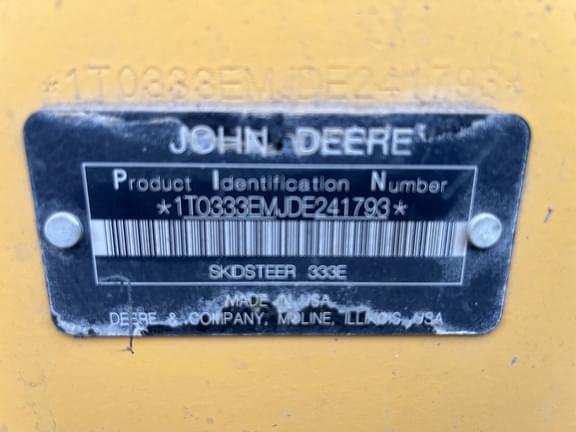 *1T0333EMJDE241793*
JOHN DEERE
Product Identification Number
*1T0333EMJDE241793*
SKIDSTEER 333E
MADE IN USA
DEERE & COMPANY, MOLINE, ILLINOIS, USA